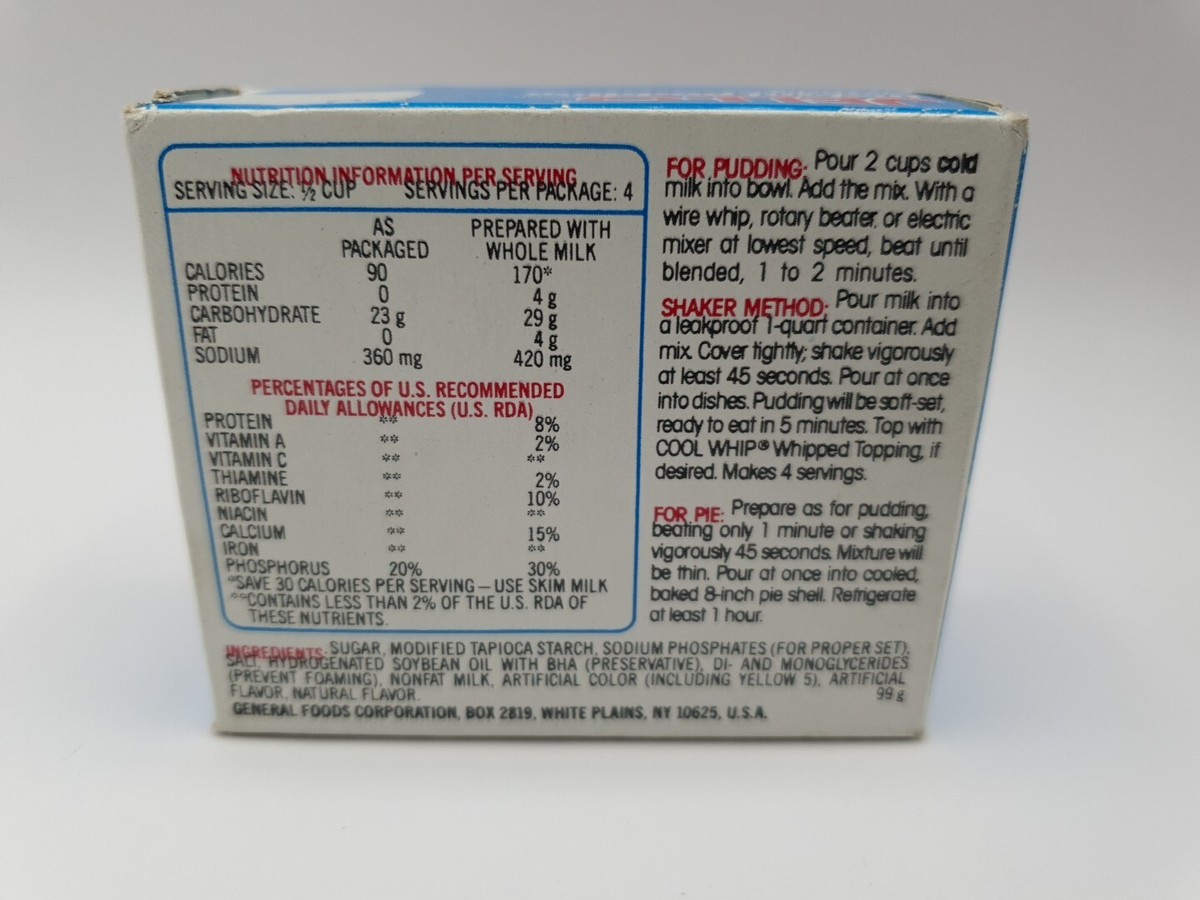 NUTRITION INFORMATION PER SERVING
SERVING SIZE: ½ CUP SERVINGS PER PACKAGE: 4
AS PREPARED WITH
PACKAGED WHOLE MILK
CALORIES 90 170*
PROTEIN 0 4 g
CARBOHYDRATE 23 g 29 g
FAT 0 4 g
SODIUM 360 mg 420 mg
PERCENTAGES OF U.S. RECOMMENDED
DAILY ALLOWANCES (U.S. RDA)
PROTEIN ** 8%
VITAMIN A ** 2%
VITAMIN C ** **
THIAMINE ** 2%
RIBOFLAVIN ** 10%
NIACIN ** **
CALCIUM ** 15%
IRON ** **
PHOSPHORUS 20% 30%
*SAVE 30 CALORIES PER SERVING—USE SKIM MILK
**CONTAINS LESS THAN 2% OF THE U.S. RDA OF
THESE NUTRIENTS.
FOR PUDDING: Pour 2 cups cold
milk into bowl. Add the mix. With a
wire whip, rotary beater, or electric
mixer at lowest speed, beat until
blended, 1 to 2 minutes.
SHAKER METHOD: Pour milk into
a leakproof 1-quart container. Add
mix. Cover tightly; shake vigorously
at least 45 seconds. Pour at once
into dishes. Pudding will be soft-set,
ready to eat in 5 minutes. Top with
COOL WHIP® Whipped Topping, if
desired. Makes 4 servings.
FOR PIE: Prepare as for pudding,
beating only 1 minute or shaking
vigorously 45 seconds. Mixture will
be thin. Pour at once into cooled,
baked 8-inch pie shell. Refrigerate
at least 1 hour.
INGREDIENTS: SUGAR, MODIFIED TAPIOCA STARCH, SODIUM PHOSPHATES (FOR PROPER SET),
SALT, HYDROGENATED SOYBEAN OIL WITH BHA (PRESERVATIVE), DI- AND MONOGLYCERIDES
(PREVENT FOAMING), NONFAT MILK, ARTIFICIAL COLOR (INCLUDING YELLOW 5), ARTIFICIAL
FLAVOR, NATURAL FLAVOR. 99 g
GENERAL FOODS CORPORATION, BOX 2819, WHITE PLAINS, NY 10625, U.S.A.